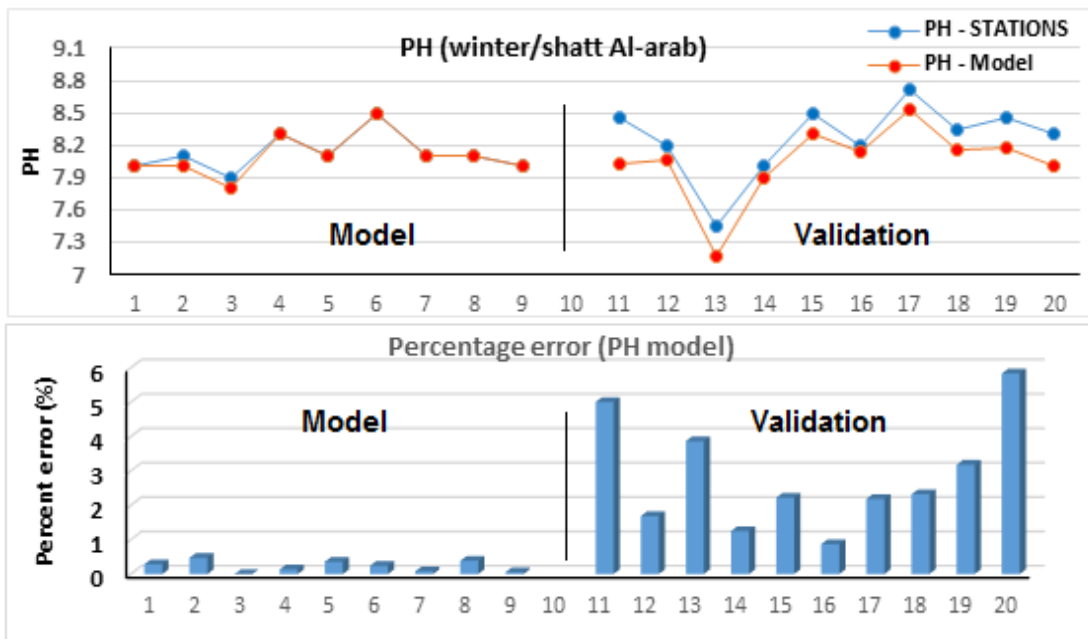 PH (winter/shatt Al-arab)
PH - STATIONS
PH - Model
PH
9.1
8.8
8.5
8.2
7.9
7.6
7.3
7
Model
Validation
1 2 3 4 5 6 7 8 9 10 11 12 13 14 15 16 17 18 19 20
Percentage error (PH model)
Percent error (%)
6
5
4
3
2
1
0
Model
Validation
1 2 3 4 5 6 7 8 9 10 11 12 13 14 15 16 17 18 19 20